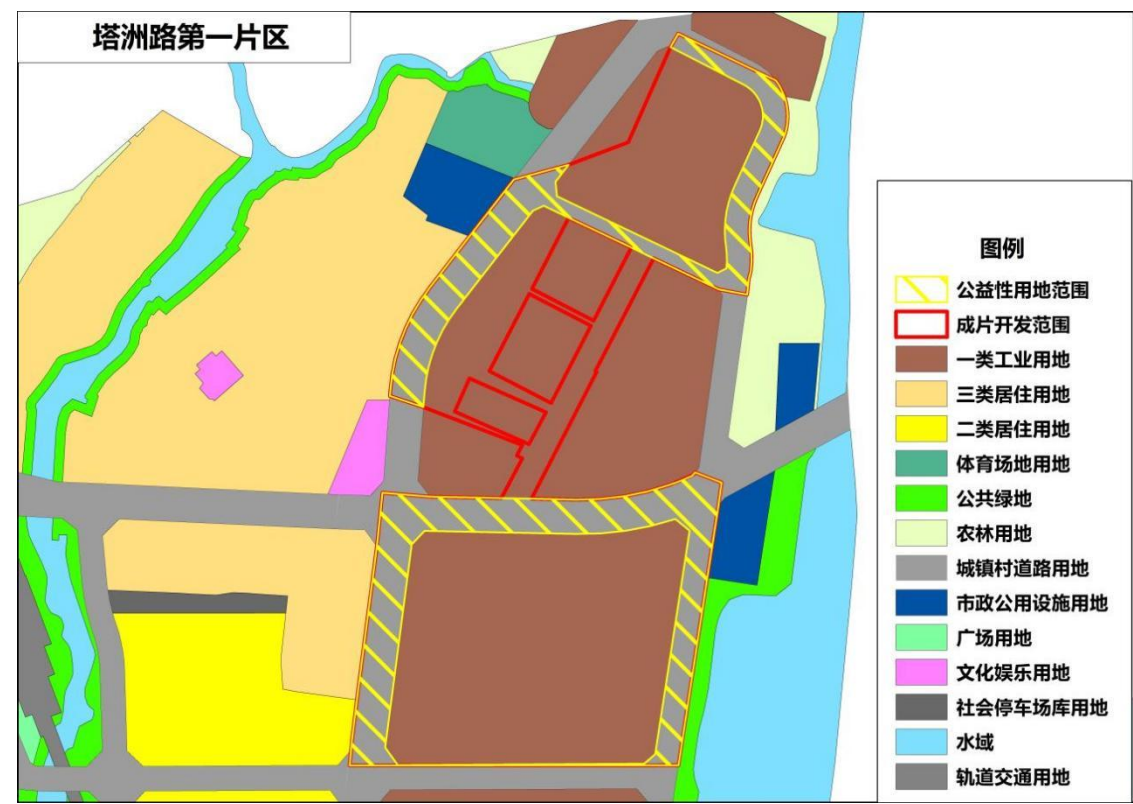 塔洲路第一片区
图例
公益性用地范围
成片开发范围
一类工业用地
三类居住用地
二类居住用地
体育场地用地
公共绿地
农林用地
城镇村道路用地
市政公用设施用地
广场用地
文化娱乐用地
社会停车场库用地
水域
轨道交通用地